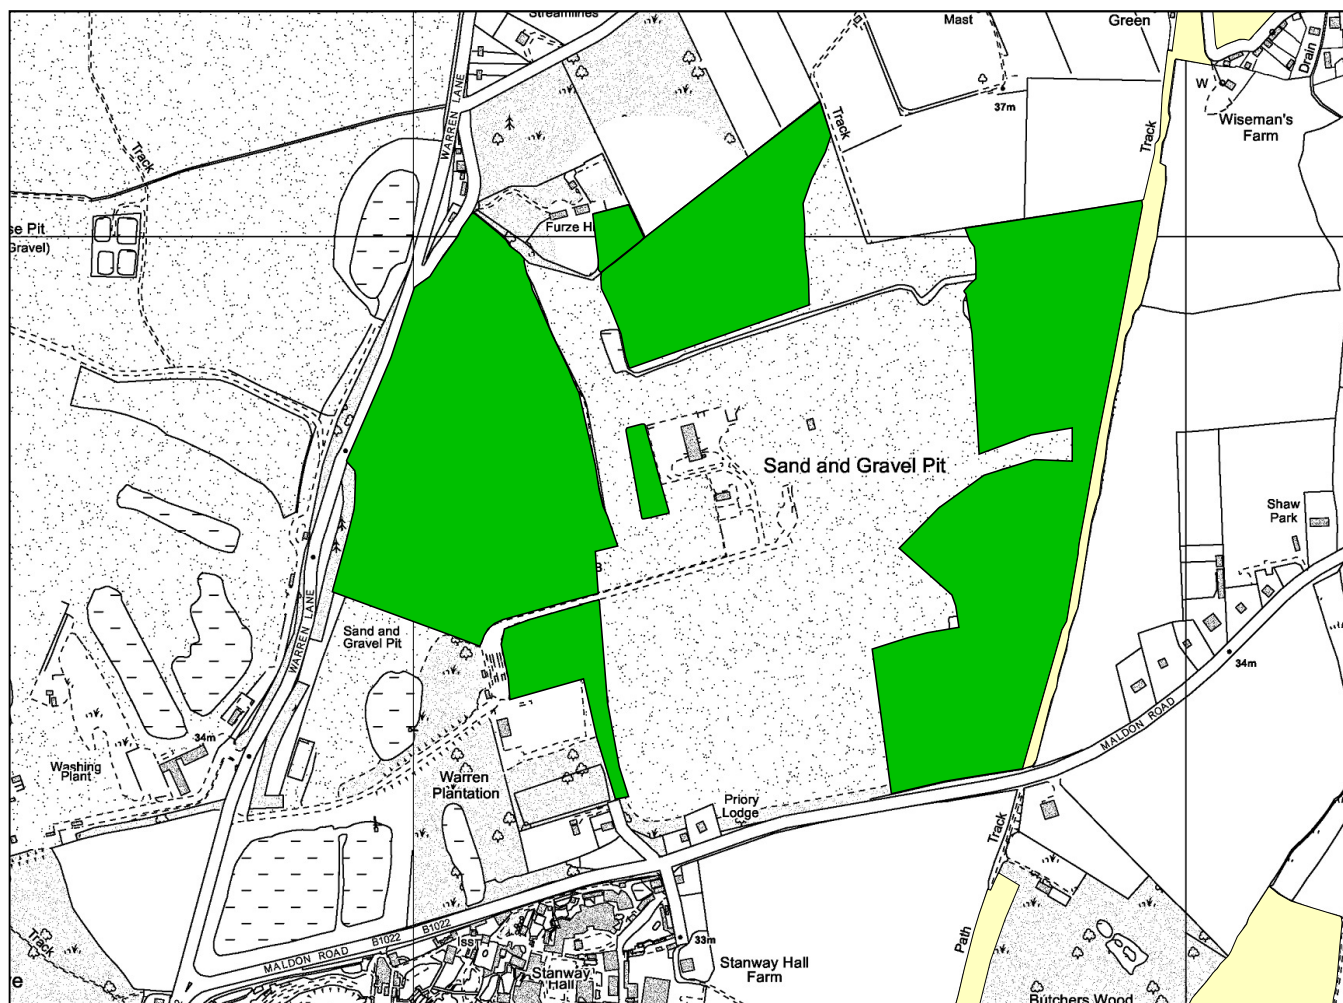 Streamlines
Mast
Green
Drain
W
Wiseman's
Farm
37m
Track
Track
Track
WARREN LANE
se Pit
Gravel)
Furze H
Sand and Gravel Pit
Shaw
Park
B
Sand and
Gravel Pit
WARREN LANE
34m
34m
MALDON ROAD
Washing
Plant
Warren
Plantation
Priory
Lodge
Track
Track
Path
MALDON ROAD
B1022
B1022
33m
Stanway
Hall
Stanway Hall
Farm
Butchers Wood
e